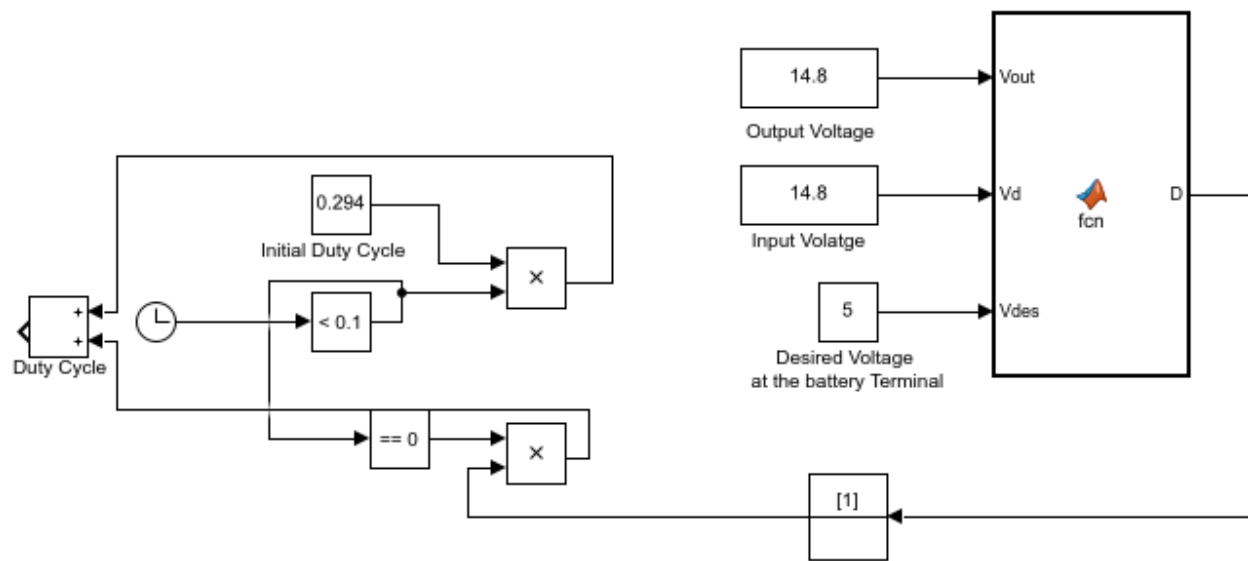 14.8
Vout
Output Voltage
0.294
14.8
Vd
D
fcn
Initial Duty Cycle
Input Volatge
×
+
+
< 0.1
5
Vdes
Duty Cycle
Desired Voltage
at the battery Terminal
== 0
×
[1]